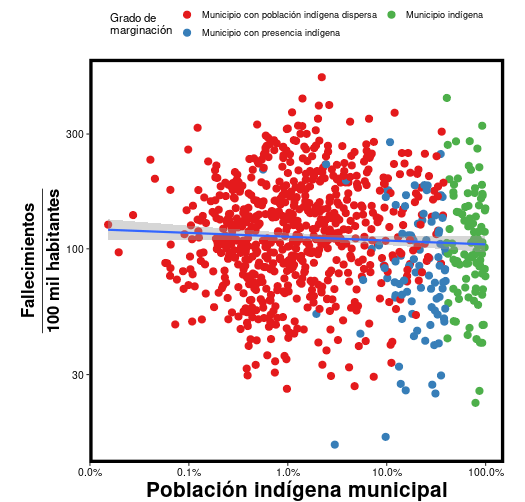 Grado de
marginación
Municipio con población indígena dispersa
Municipio indígena
Municipio con presencia indígena
Fallecimientos
100 mil habitantes
300
100
30
0.0%
0.1%
1.0%
10.0%
100.0%
Población indígena municipal